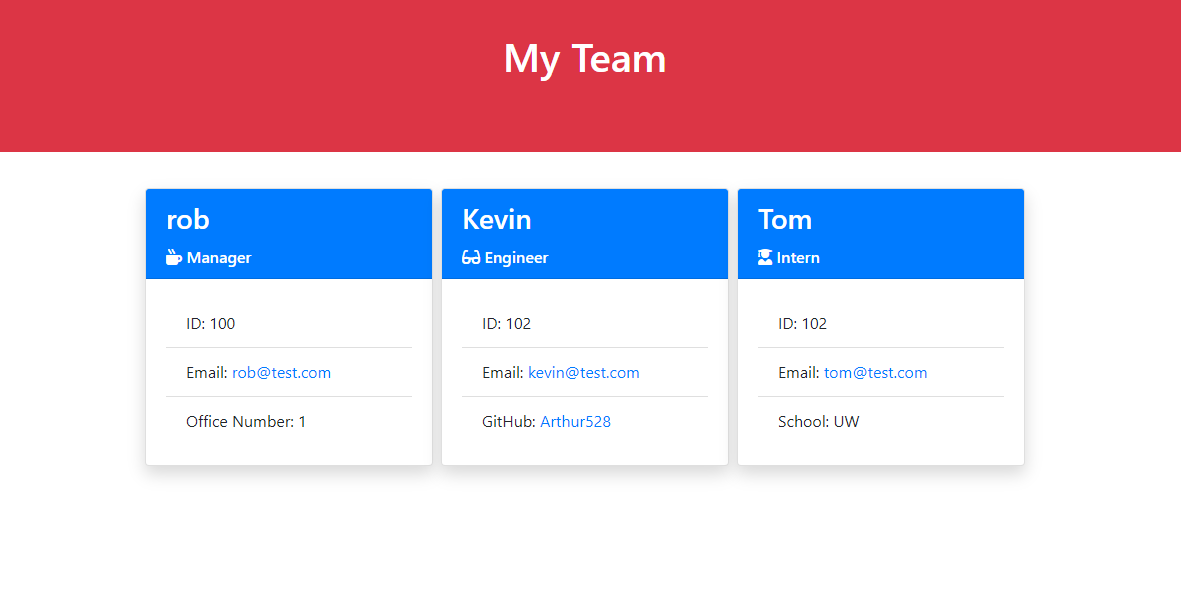 My Team
rob
Manager
ID: 100
Email: rob@test.com
Office Number: 1
Kevin
Engineer
ID: 102
Email: kevin@test.com
GitHub: Arthur528
Tom
Intern
ID: 102
Email: tom@test.com
School: UW